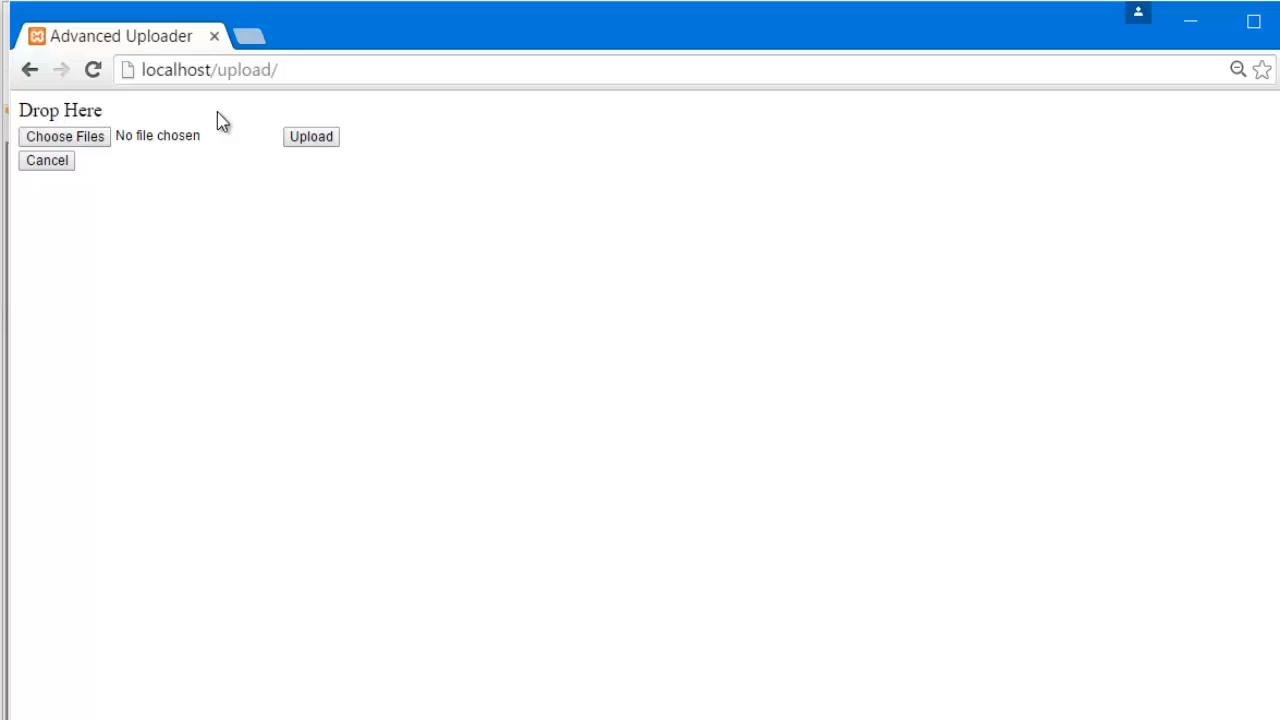 Advanced Uploader
localhost/upload/
Drop Here
Choose Files No file chosen Upload
Cancel